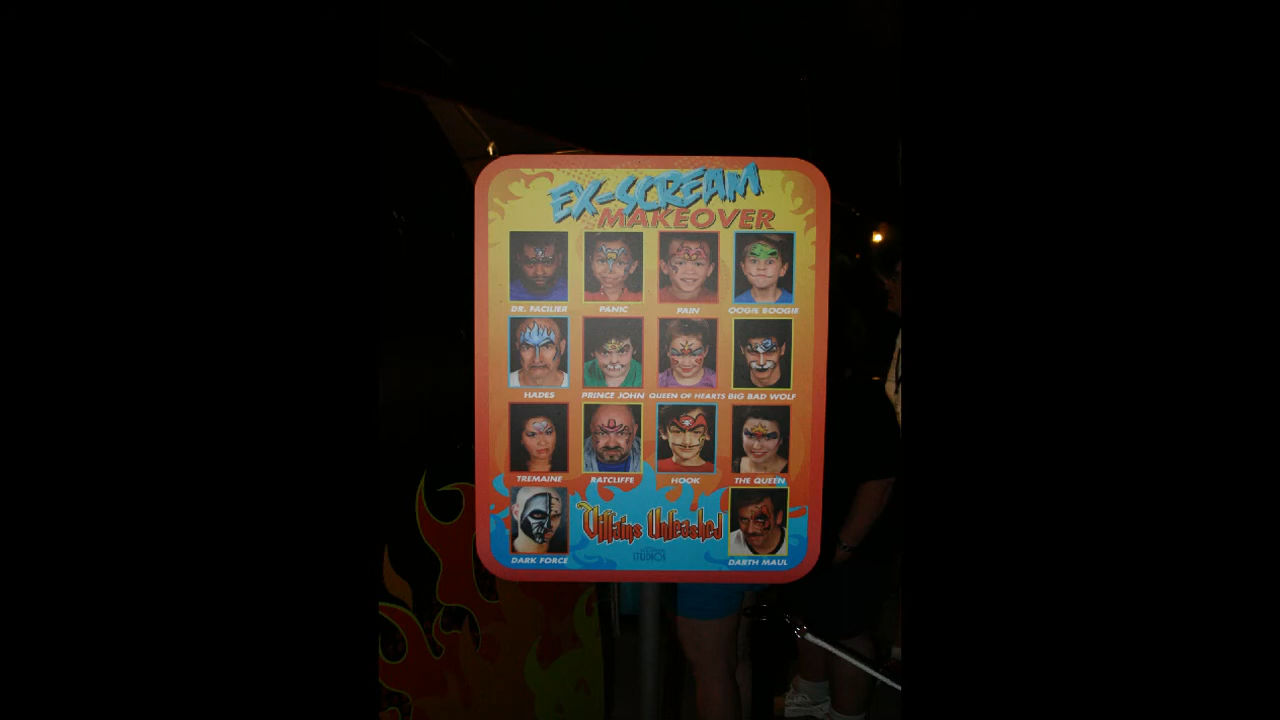 EX-SCREAM
MAKEOVER
DR. FACILIER PANIC PAIN OOGIE BOOGIE
HADES PRINCE JOHN QUEEN OF HEARTS BIG BAD WOLF
TREMAINE RATCLIFFE HOOK THE QUEEN
Villains Unleashed
STUDIOS
DARK FORCE DARTH MAUL